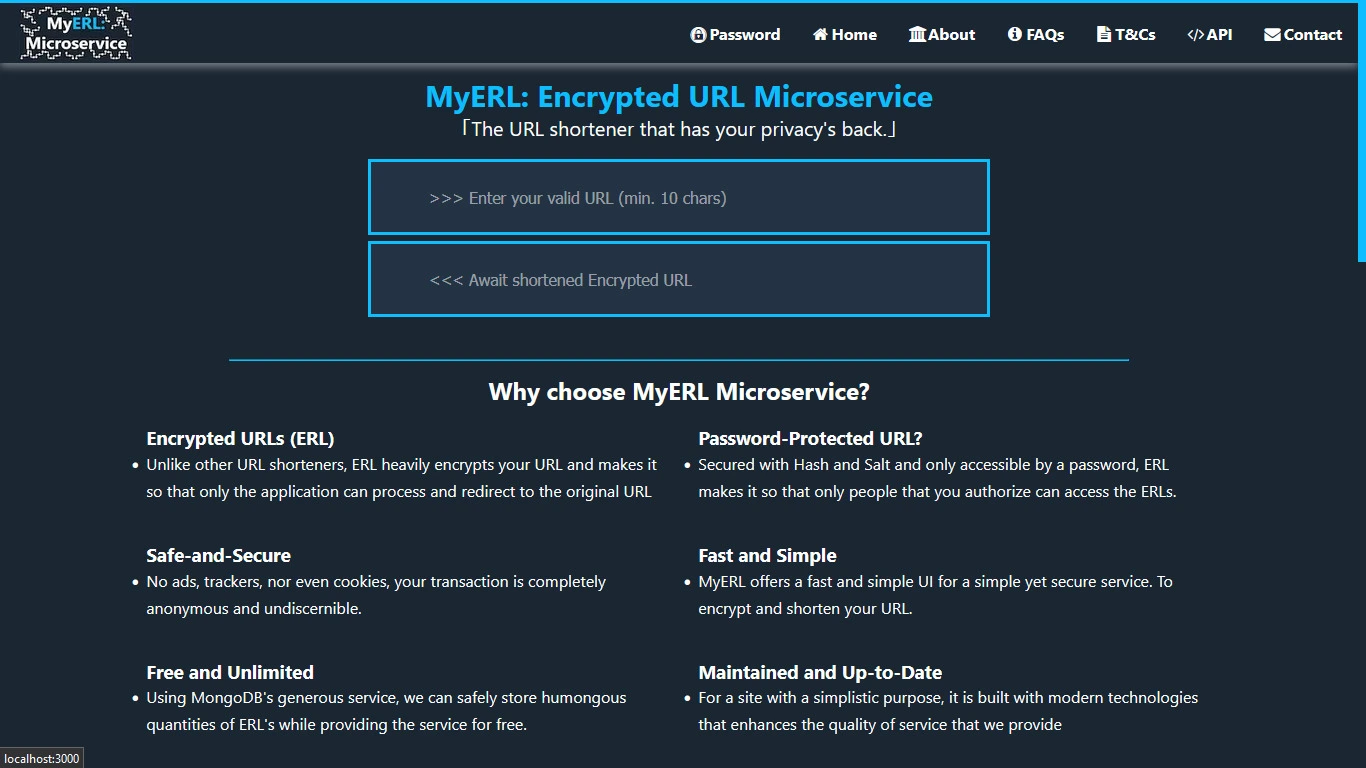 MyERL:
Microservice
Password Home About FAQs T&Cs </>API Contact
MyERL: Encrypted URL Microservice
「The URL shortener that has your privacy's back.」
>>> Enter your valid URL (min. 10 chars)
<<< Await shortened Encrypted URL
Why choose MyERL Microservice?
Encrypted URLs (ERL)
• Unlike other URL shorteners, ERL heavily encrypts your URL and makes it
so that only the application can process and redirect to the original URL
Password-Protected URL?
• Secured with Hash and Salt and only accessible by a password, ERL
makes it so that only people that you authorize can access the ERLs.
Safe-and-Secure
• No ads, trackers, nor even cookies, your transaction is completely
anonymous and undiscernible.
Fast and Simple
• MyERL offers a fast and simple UI for a simple yet secure service. To
encrypt and shorten your URL.
Free and Unlimited
• Using MongoDB's generous service, we can safely store humongous
quantities of ERL's while providing the service for free.
Maintained and Up-to-Date
• For a site with a simplistic purpose, it is built with modern technologies
that enhances the quality of service that we provide
localhost:3000